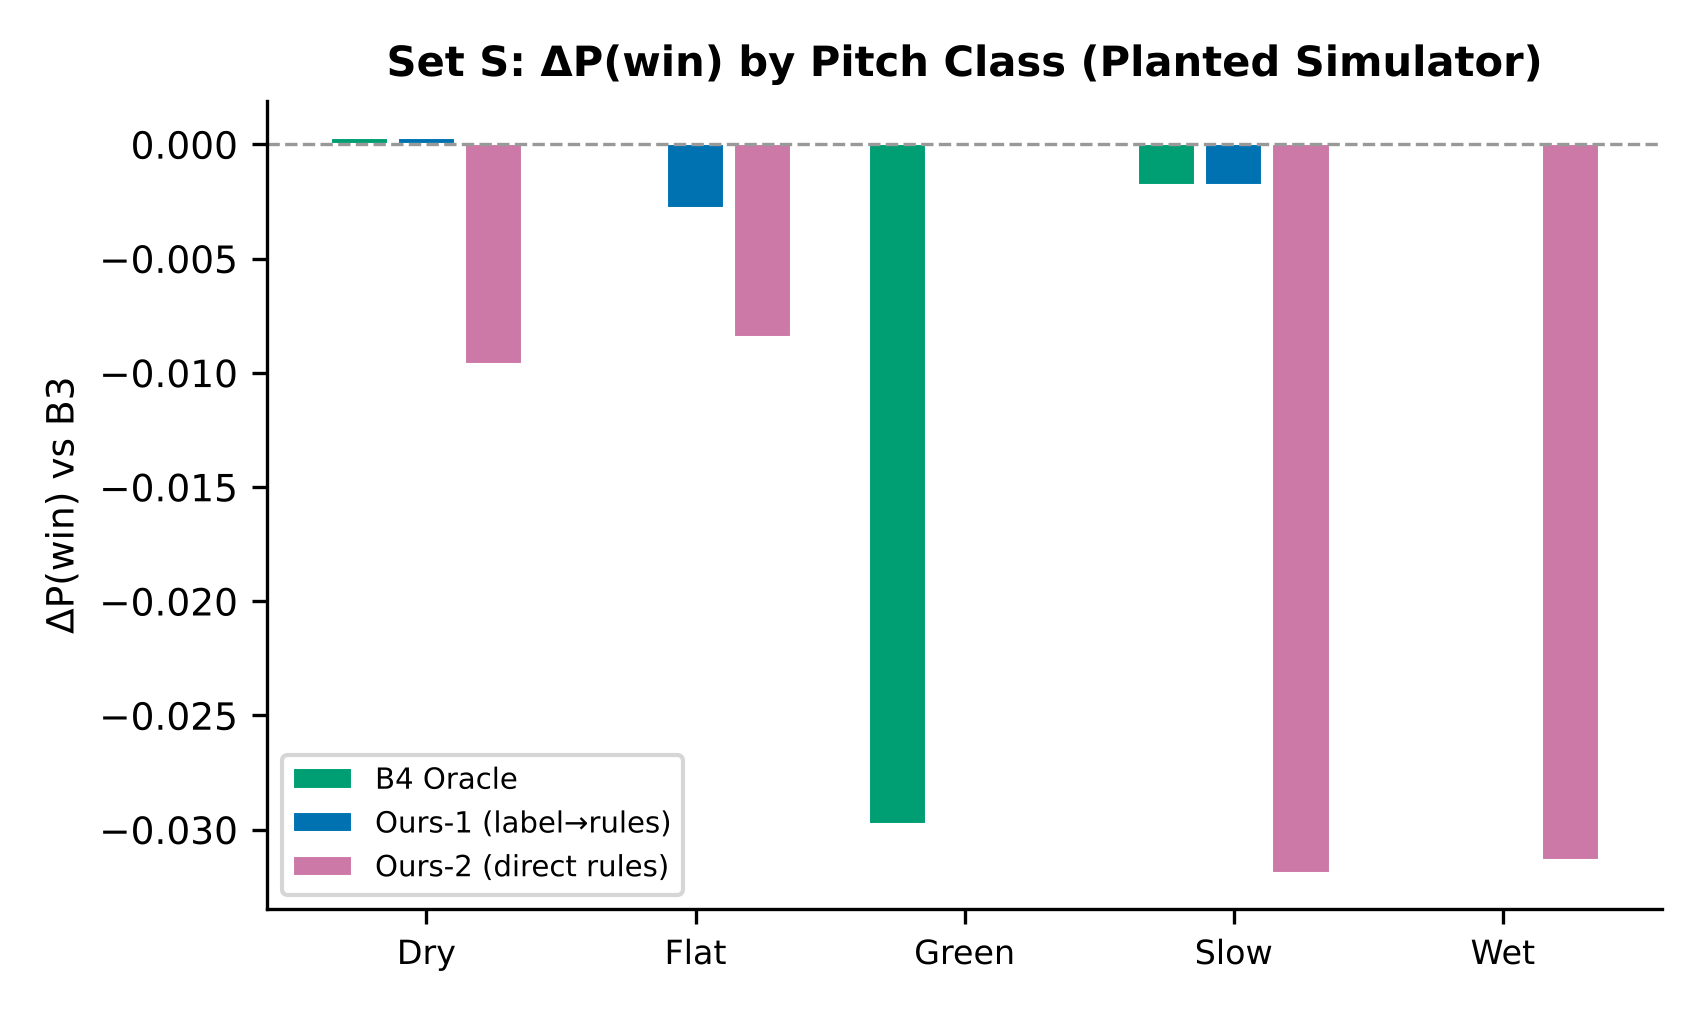 Set S: ΔP(win) by Pitch Class (Planted Simulator)
ΔP(win) vs B3
0.000
−0.005
−0.010
−0.015
−0.020
−0.025
−0.030
B4 Oracle
Ours-1 (label→rules)
Ours-2 (direct rules)
Dry
Flat
Green
Slow
Wet